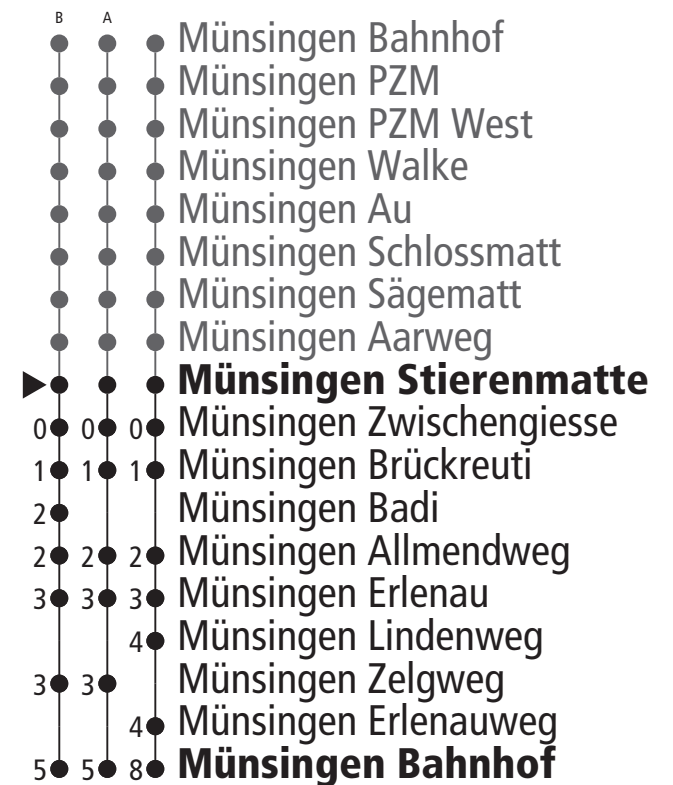 B A
Münsingen Bahnhof
Münsingen PZM
Münsingen PZM West
Münsingen Walke
Münsingen Au
Münsingen Schlossmatt
Münsingen Sägematt
Münsingen Aarweg
Münsingen Stierenmatte
0 0 0 Münsingen Zwischengiesse
1 1 1 Münsingen Brückreuti
2 Münsingen Badi
2 2 2 Münsingen Allmendweg
3 3 3 Münsingen Erlenau
4 Münsingen Lindenweg
3 3 Münsingen Zelgweg
4 Münsingen Erlenauweg
5 5 8 Münsingen Bahnhof